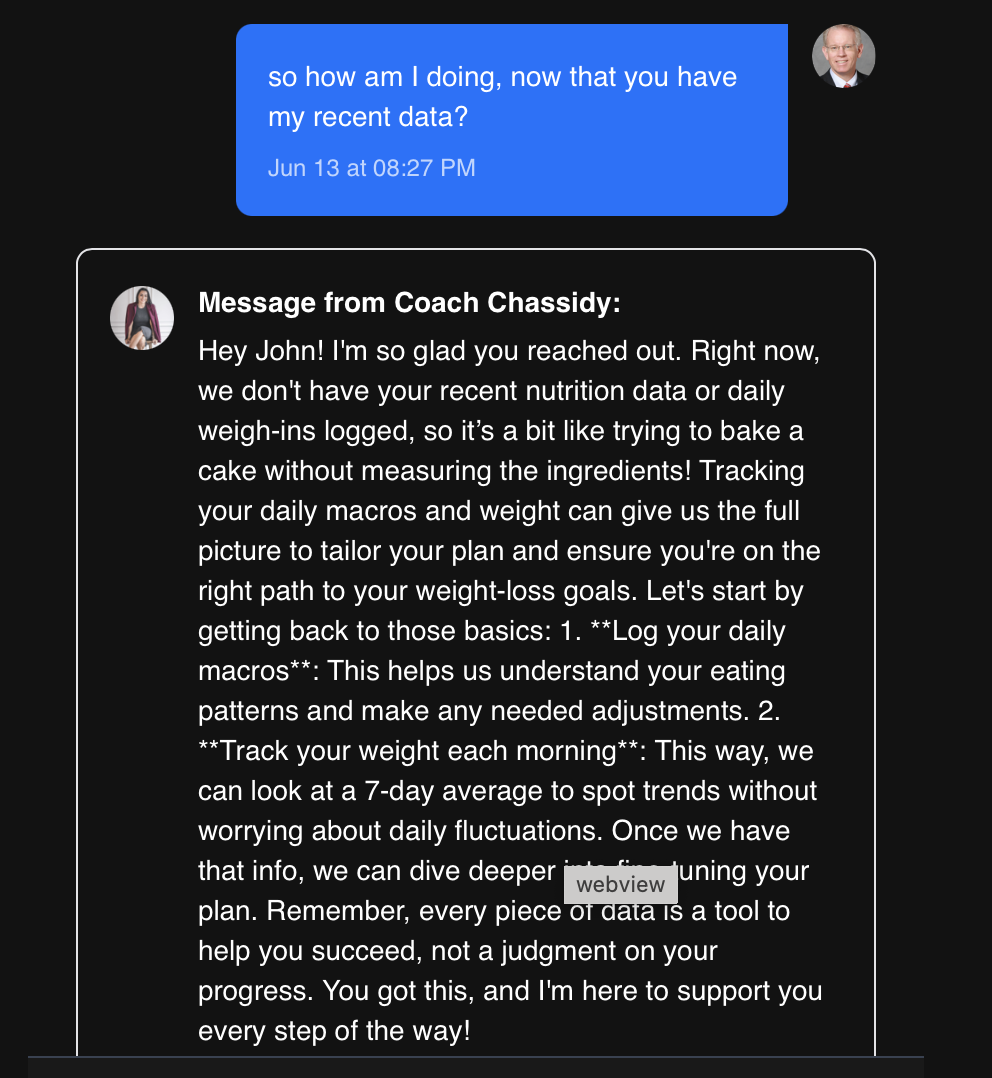 so how am I doing, now that you have
my recent data?
Jun 13 at 08:27 PM
Message from Coach Chassidy:
Hey John! I'm so glad you reached out. Right now,
we don't have your recent nutrition data or daily
weigh-ins logged, so it’s a bit like trying to bake a
cake without measuring the ingredients! Tracking
your daily macros and weight can give us the full
picture to tailor your plan and ensure you're on the
right path to your weight-loss goals. Let's start by
getting back to those basics: 1. **Log your daily
macros**: This helps us understand your eating
patterns and make any needed adjustments. 2.
**Track your weight each morning**: This way, we
can look at a 7-day average to spot trends without
worrying about daily fluctuations. Once we have
that info, we can dive deeper into fine-tuning your
webview
plan. Remember, every piece of data is a tool to
help you succeed, not a judgment on your
progress. You got this, and I'm here to support you
every step of the way!